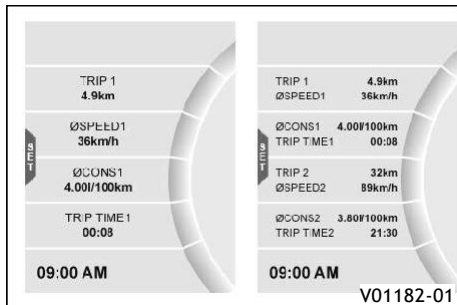 TRIP 1
4.9km
ØSPEED1
36km/h
SET
ØCONS1
4.00l/100km
TRIP TIME1
00:08
09:00 AM
TRIP 1 4.9km
ØSPEED1 36km/h
ØCONS1 4.00l/100km
SET
TRIP TIME1 00:08
TRIP 2 32km
ØSPEED2 89km/h
ØCONS2 3.80l/100km
TRIP TIME2 21:30
09:00 AM
V01182-01